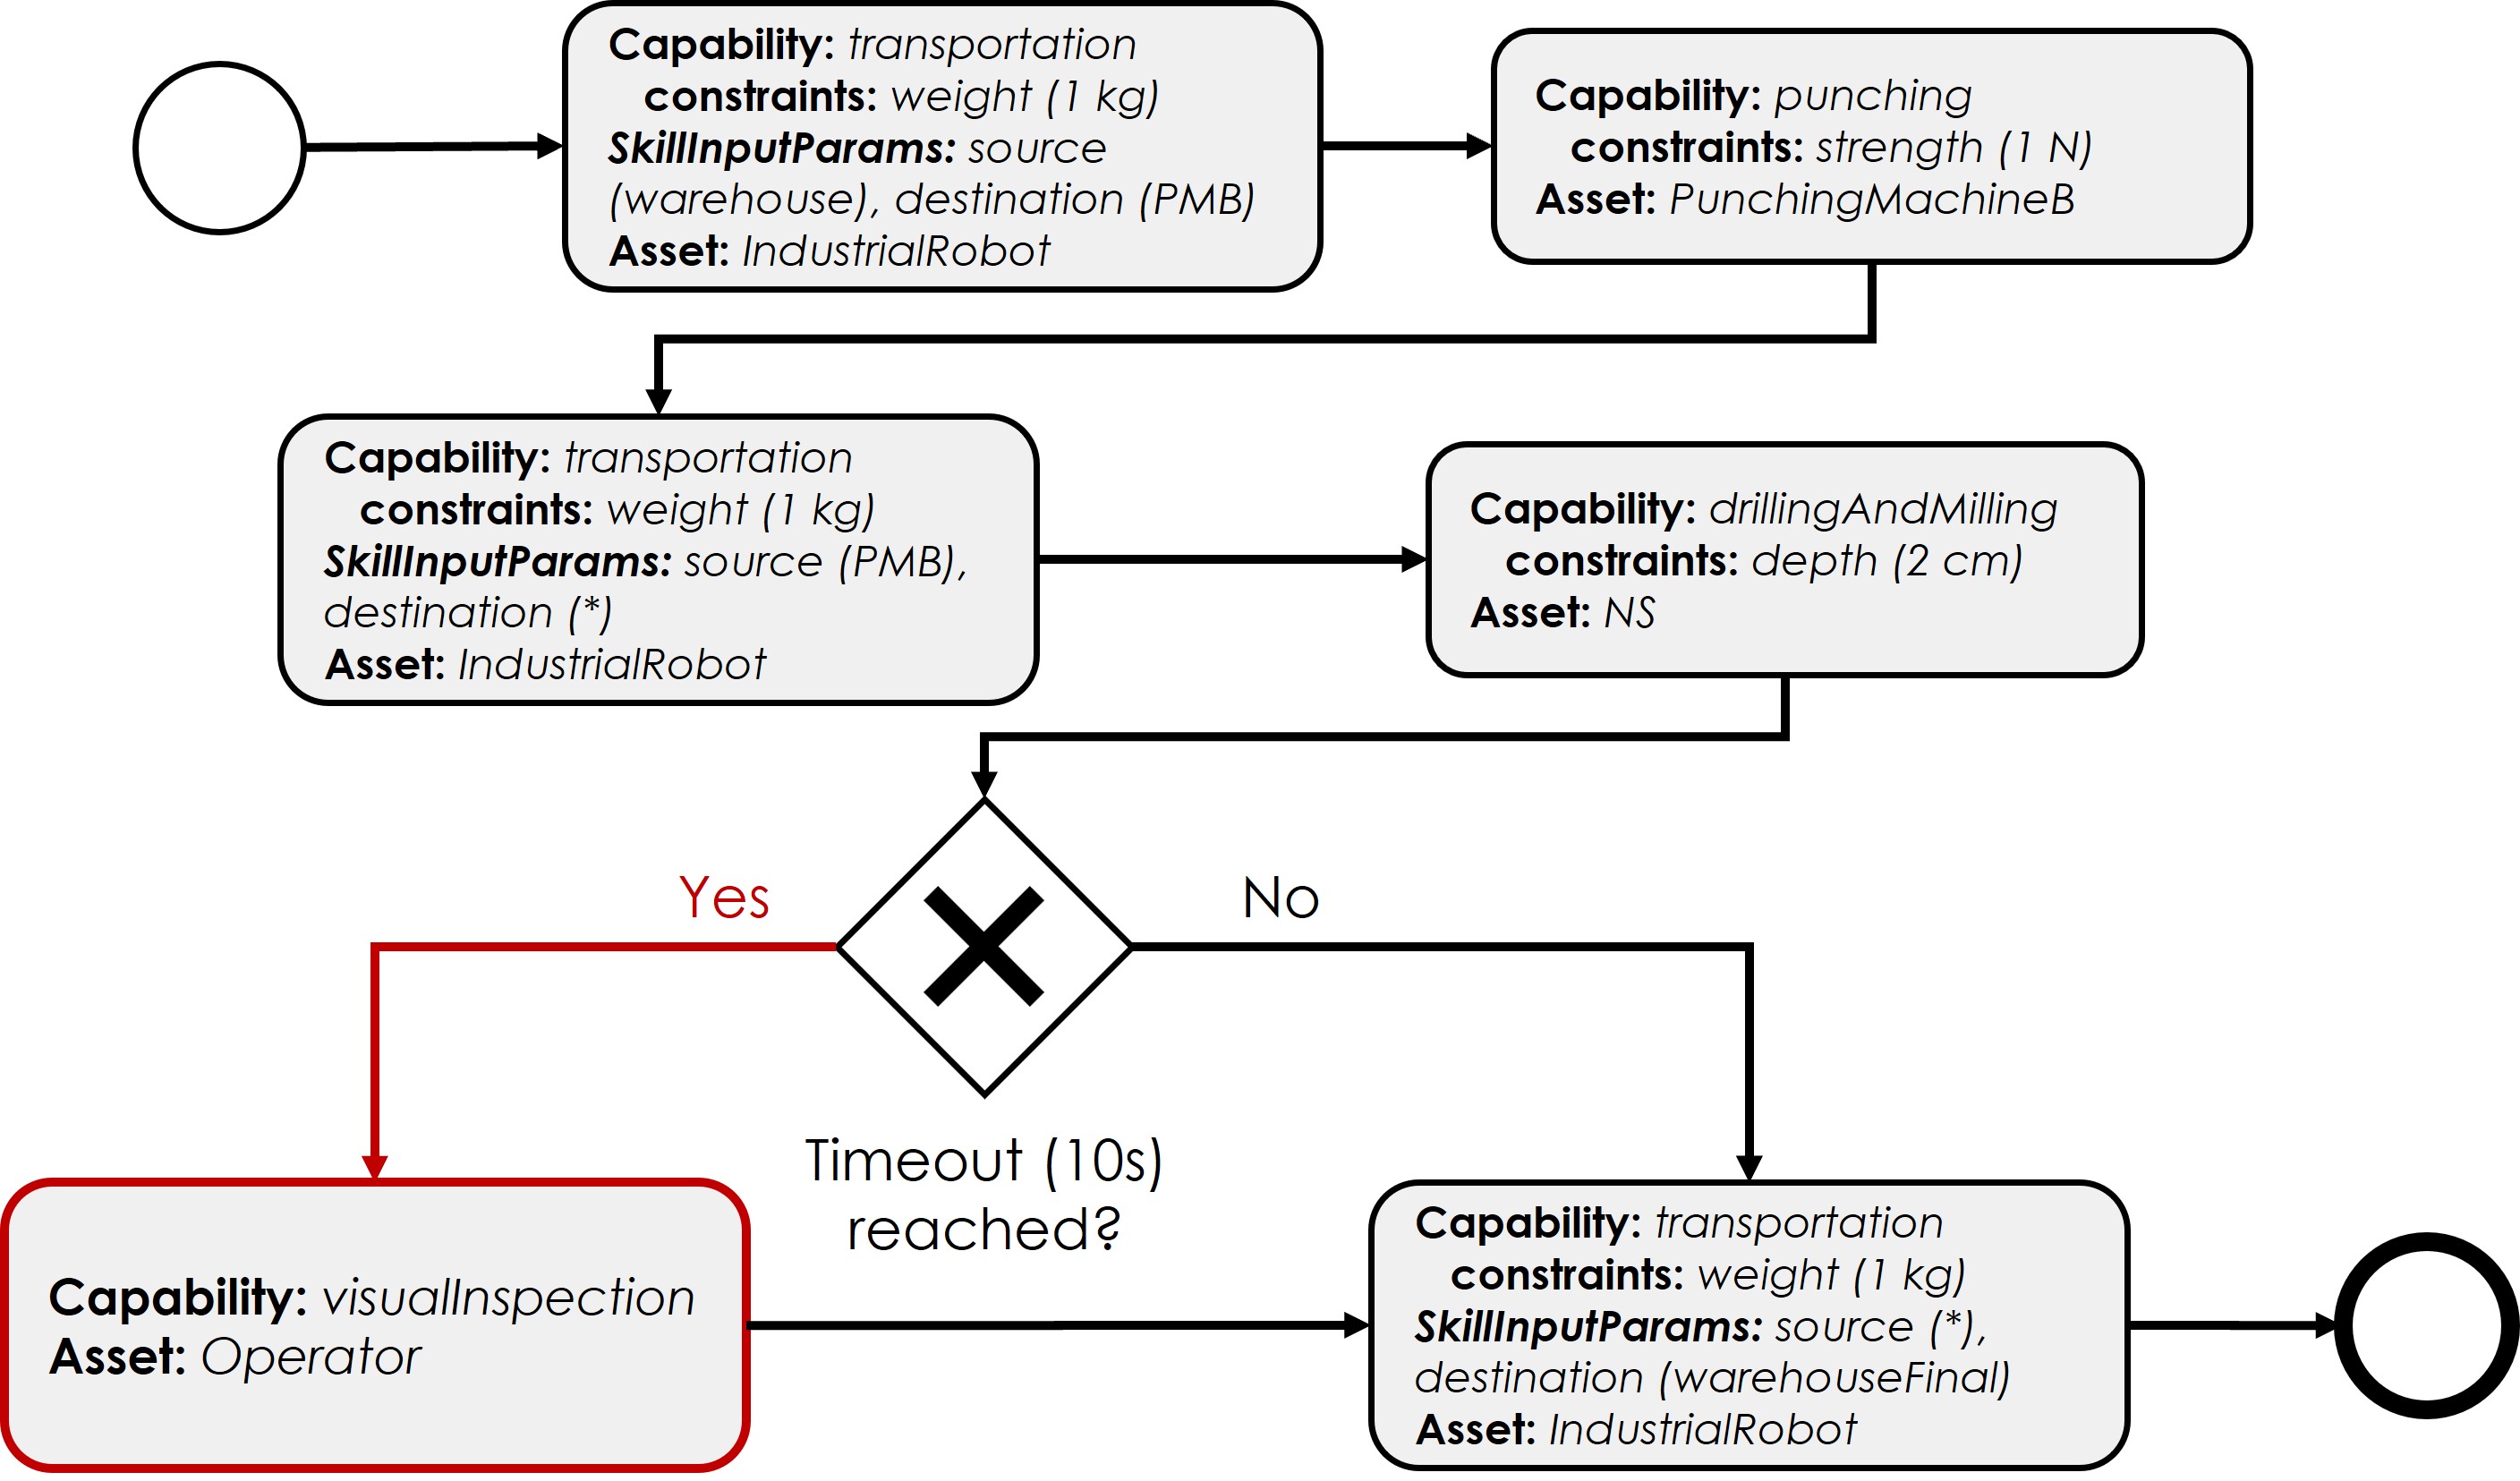 Capability: transportation
constraints: weight (1 kg)
SkillInputParams: source
(warehouse), destination (PMB)
Asset: IndustrialRobot
Capability: punching
constraints: strength (1 N)
Asset: PunchingMachineB
Capability: transportation
constraints: weight (1 kg)
SkillInputParams: source (PMB),
destination (*)
Asset: IndustrialRobot
Capability: drillingAndMilling
constraints: depth (2 cm)
Asset: NS
Yes
No
Timeout (10s)
reached?
Capability: visualInspection
Asset: Operator
Capability: transportation
constraints: weight (1 kg)
SkillInputParams: source (*),
destination (warehouseFinal)
Asset: IndustrialRobot